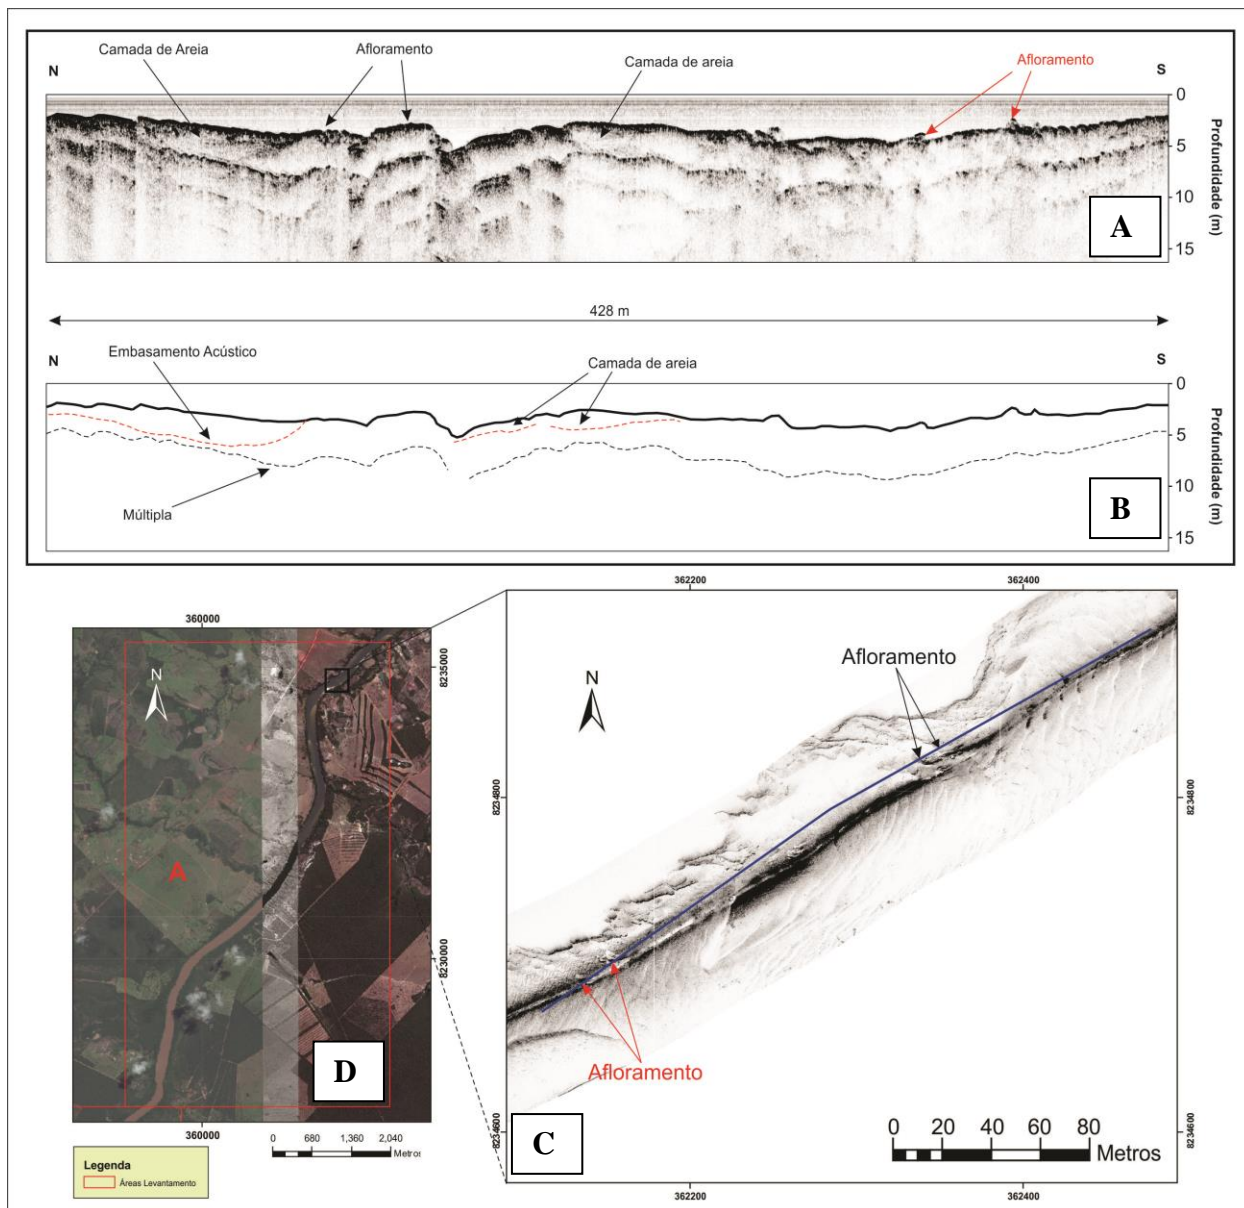 Camada de Areia
Afloramento
Camada de areia
Afloramento
N
S
0
5
10
15
Profundidade (m)
A
428 m
N
Embasamento Acústico
Camada de areia
S
0
5
10
15
Profundidade (m)
Múltipla
B
360000
N
8235000
8230000
A
D
360000
0 680 1,360 2,040
Metros
Legenda
Áreas Levantamento
362200
362400
Afloramento
N
8234800
8234800
Afloramento
C
8234600
8234600
0 20 40 60 80
Metros
362200
362400